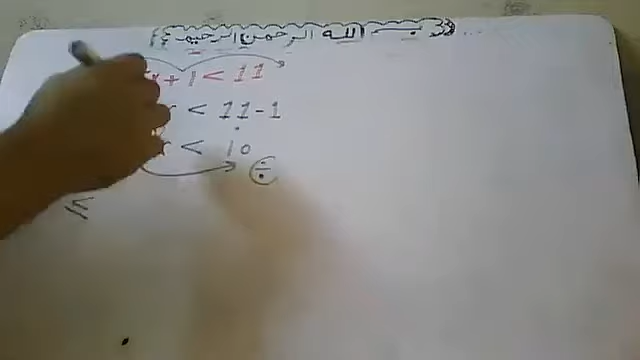 بسم الله الرحمن الرحيم
x + 1 < 11
x < 11 - 1
x < 10
÷
≤